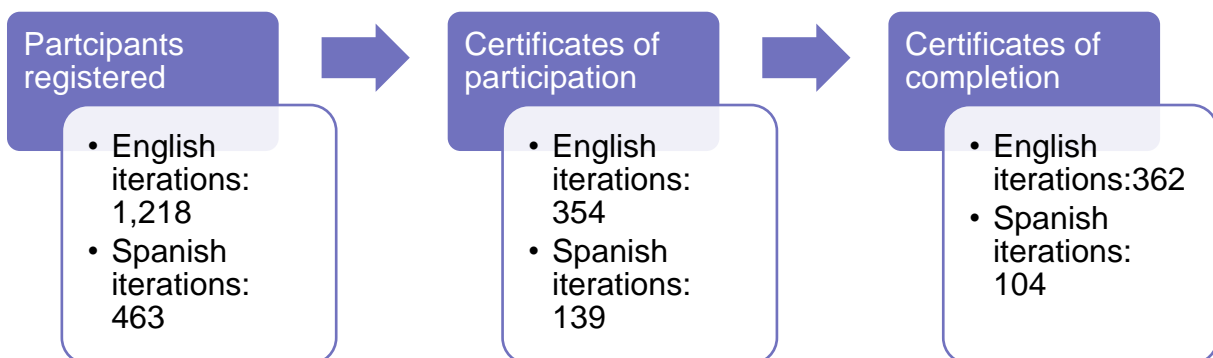 Partcipants
registered
• English
iterations:
1,218
• Spanish
iterations:
463
Certificates of
participation
• English
iterations:
354
• Spanish
iterations:
139
Certificates of
completion
• English
iterations:362
• Spanish
iterations:
104